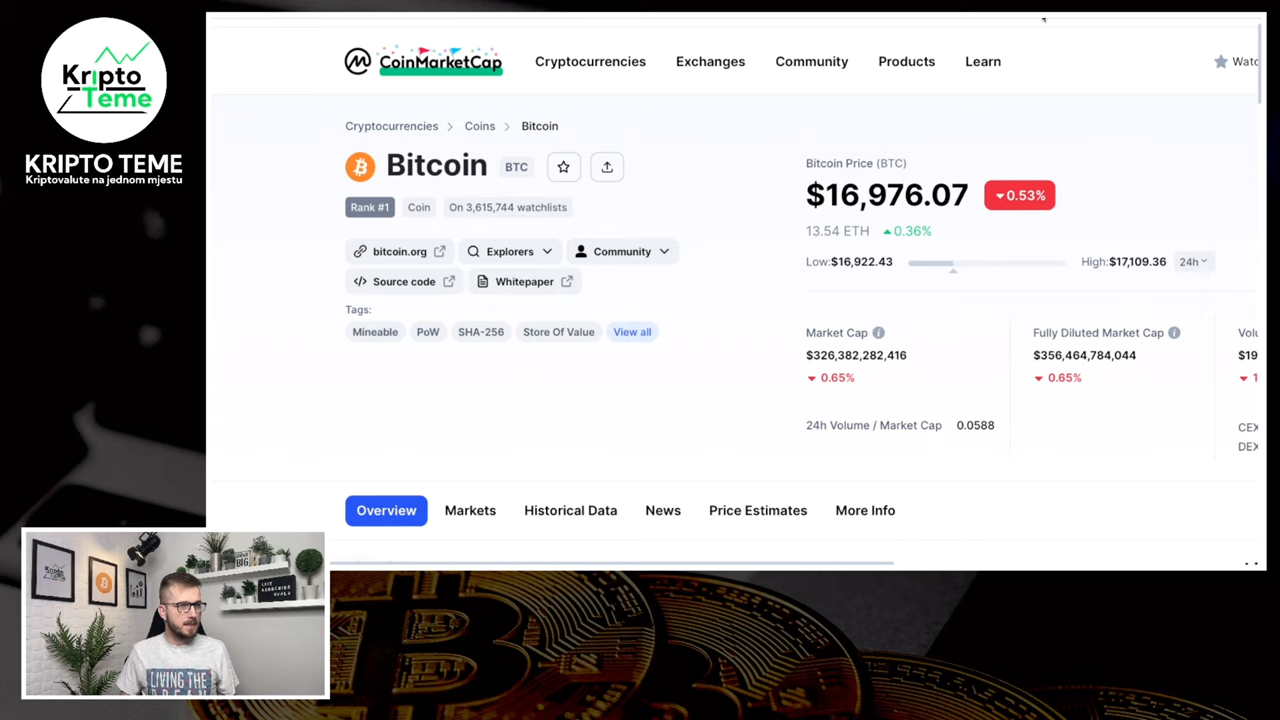 Kripto
Teme
KRIPTO TEME
Kriptovalute na jednom mjestu
CoinMarketCap
Cryptocurrencies
Exchanges
Community
Products
Learn
Cryptocurrencies
Coins
Bitcoin
Bitcoin
BTC
Rank #1
Coin
On 3,615,744 watchlists
bitcoin.org
Explorers
Community
Source code
Whitepaper
Tags:
Mineable
PoW
SHA-256
Store Of Value
View all
Bitcoin Price (BTC)
$16,976.07
0.53%
13.54 ETH
0.36%
Low:$16,922.43
High:$17,109.36
24h
Market Cap
$326,382,282,416
0.65%
24h Volume / Market Cap
0.0588
Fully Diluted Market Cap
$356,464,784,044
0.65%
$19
1
CEX
DEX
Overview
Markets
Historical Data
News
Price Estimates
More Info
BIG
LIVING THE